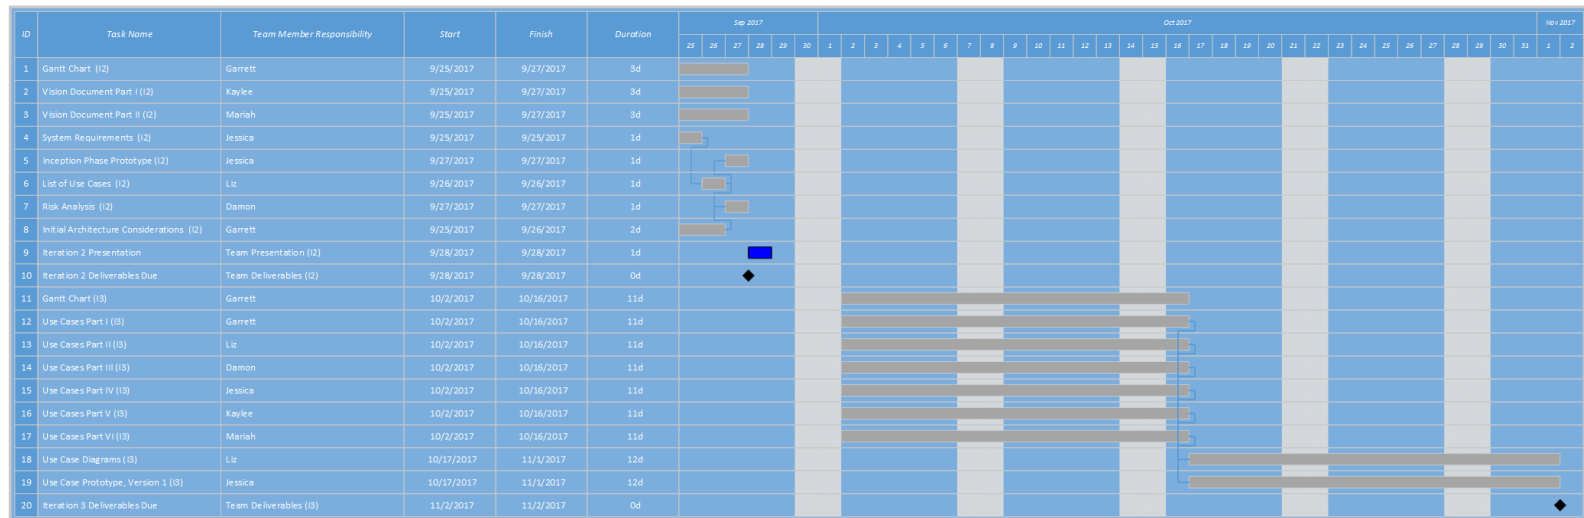 Sep 2017 Oct 2017 Nov 2017
ID Task Name Team Member Responsibility Start Finish Duration
25 26 27 28 29 30 1 2 3 4 5 6 7 8 9 10 11 12 13 14 15 16 17 18 19 20 21 22 23 24 25 26 27 28 29 30 31 1 2
1 Gantt Chart (I2) Garrett 9/25/2017 9/27/2017 3d
2 Vision Document Part I (I2) Kaylee 9/25/2017 9/27/2017 3d
3 Vision Document Part II (I2) Mariah 9/25/2017 9/27/2017 3d
4 System Requirements (I2) Jessica 9/25/2017 9/25/2017 1d
5 Inception Phase Prototype (I2) Jessica 9/27/2017 9/27/2017 1d
6 List of Use Cases (I2) Liz 9/26/2017 9/26/2017 1d
7 Risk Analysis (I2) Damon 9/27/2017 9/27/2017 1d
8 Initial Architecture Considerations (I2) Garrett 9/25/2017 9/26/2017 2d
9 Iteration 2 Presentation Team Presentation (I2) 9/28/2017 9/28/2017 1d
10 Iteration 2 Deliverables Due Team Deliverables (I2) 9/28/2017 9/28/2017 0d
11 Gantt Chart (I3) Garrett 10/2/2017 10/16/2017 11d
12 Use Cases Part I (I3) Garrett 10/2/2017 10/16/2017 11d
13 Use Cases Part II (I3) Liz 10/2/2017 10/16/2017 11d
14 Use Cases Part III (I3) Damon 10/2/2017 10/16/2017 11d
15 Use Cases Part IV (I3) Jessica 10/2/2017 10/16/2017 11d
16 Use Cases Part V (I3) Kaylee 10/2/2017 10/16/2017 11d
17 Use Cases Part VI (I3) Mariah 10/2/2017 10/16/2017 11d
18 Use Case Diagrams (I3) Liz 10/17/2017 11/1/2017 12d
19 Use Case Prototype, Version 1 (I3) Jessica 10/17/2017 11/1/2017 12d
20 Iteration 3 Deliverables Due Team Deliverables (I3) 11/2/2017 11/2/2017 0d